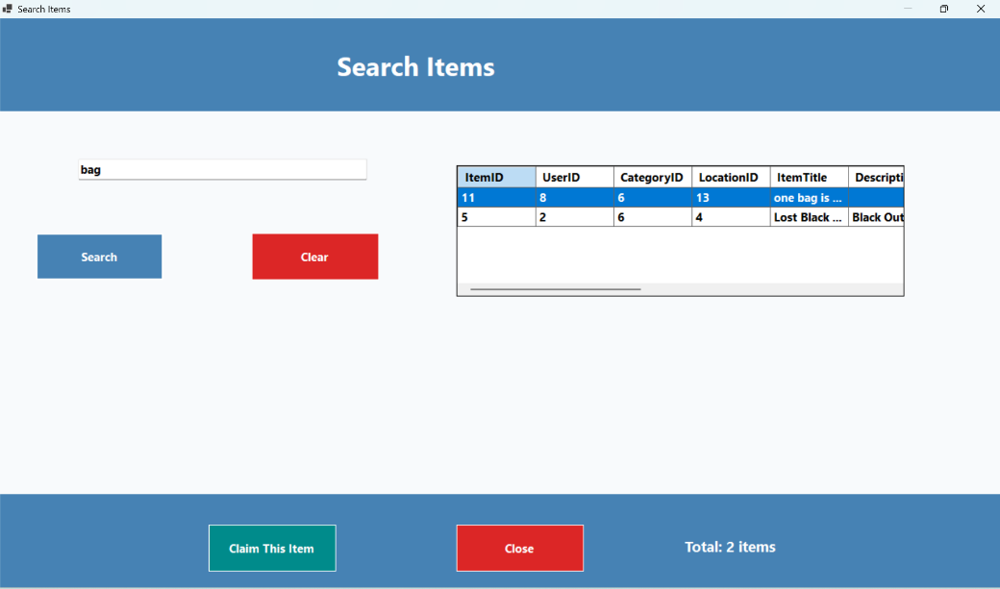 Search Items
Search Items
bag
Search
Clear
ItemID UserID CategoryID LocationID ItemTitle Descripti
11 8 6 13 one bag is ...
5 2 6 4 Lost Black ... Black Out
Claim This Item
Close
Total: 2 items